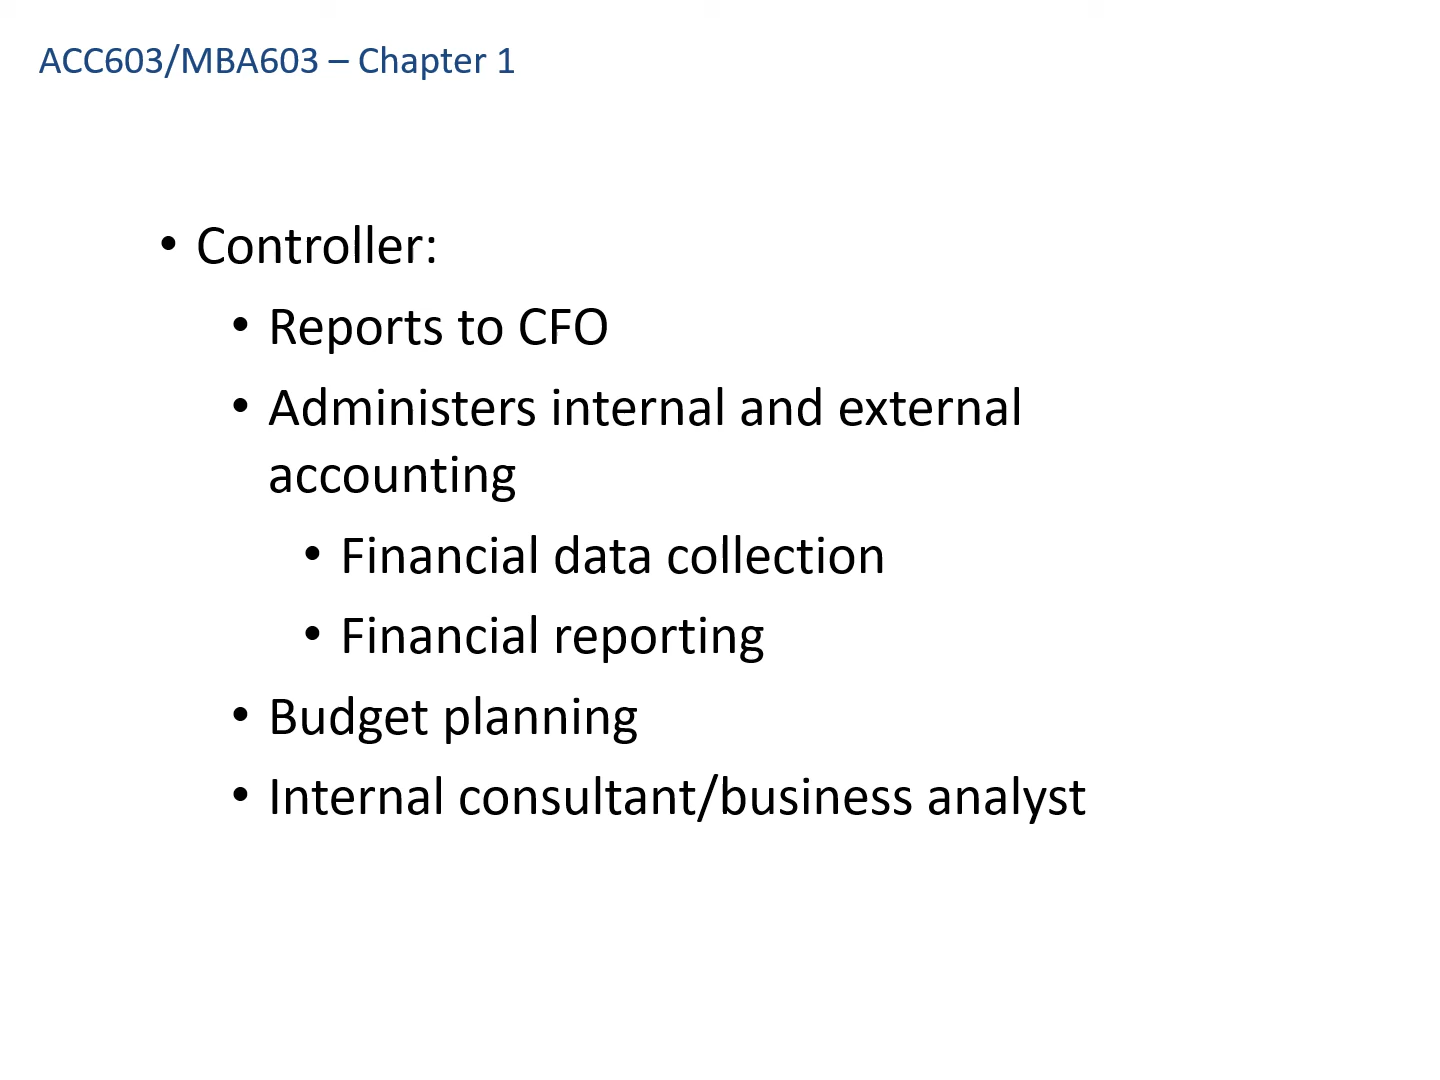 ACC603/MBA603 – Chapter 1
• Controller:
• Reports to CFO
• Administers internal and external
accounting
• Financial data collection
• Financial reporting
• Budget planning
• Internal consultant/business analyst